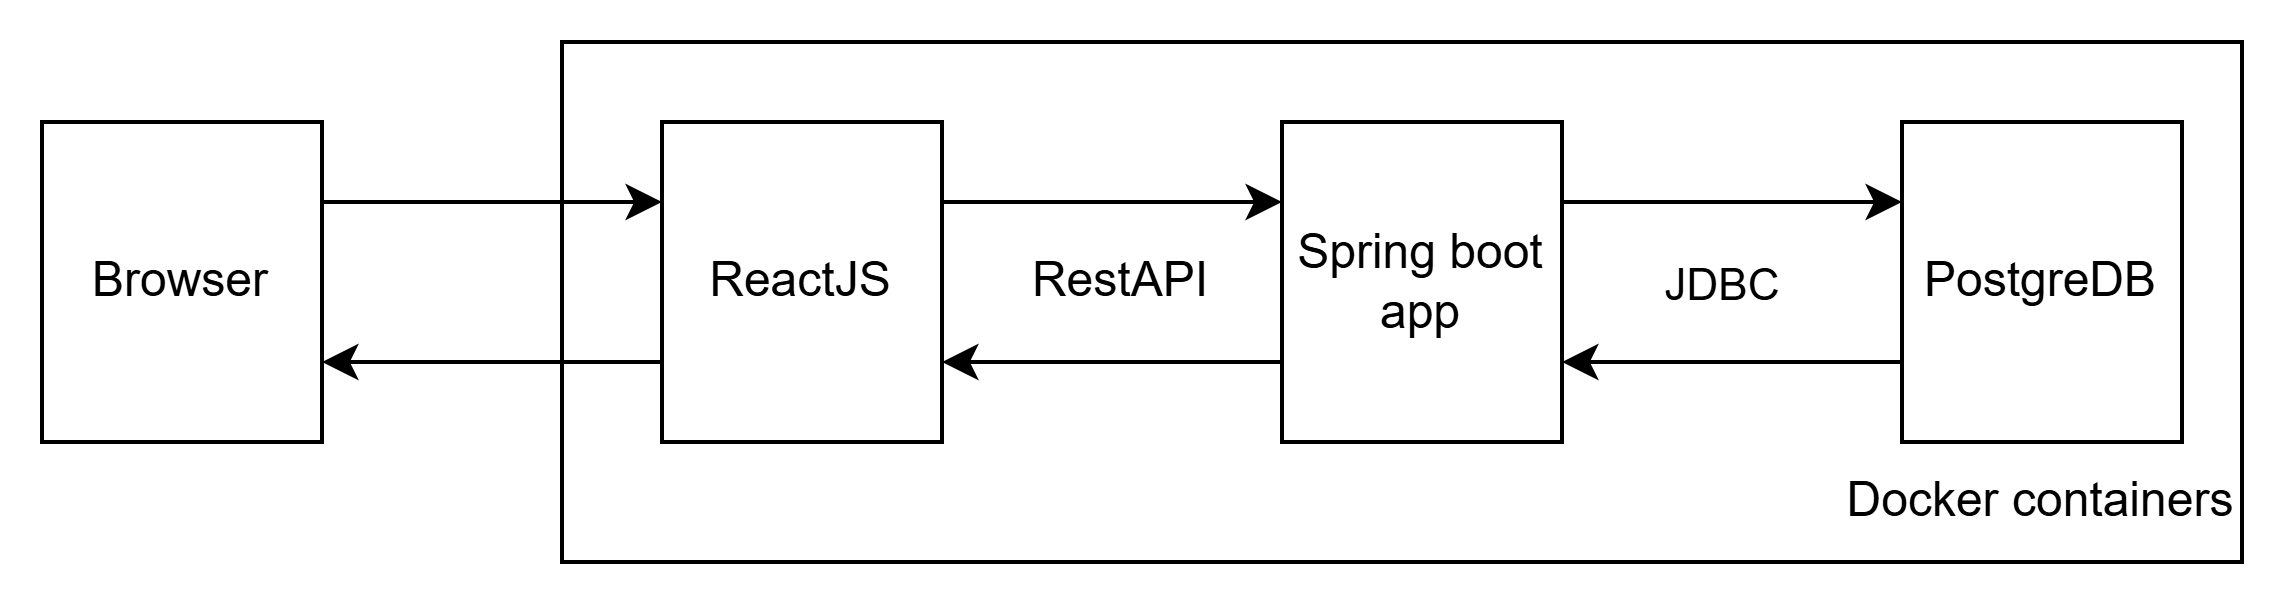 Browser
ReactJS
RestAPI
Spring boot
app
JDBC
PostgreDB
Docker containers